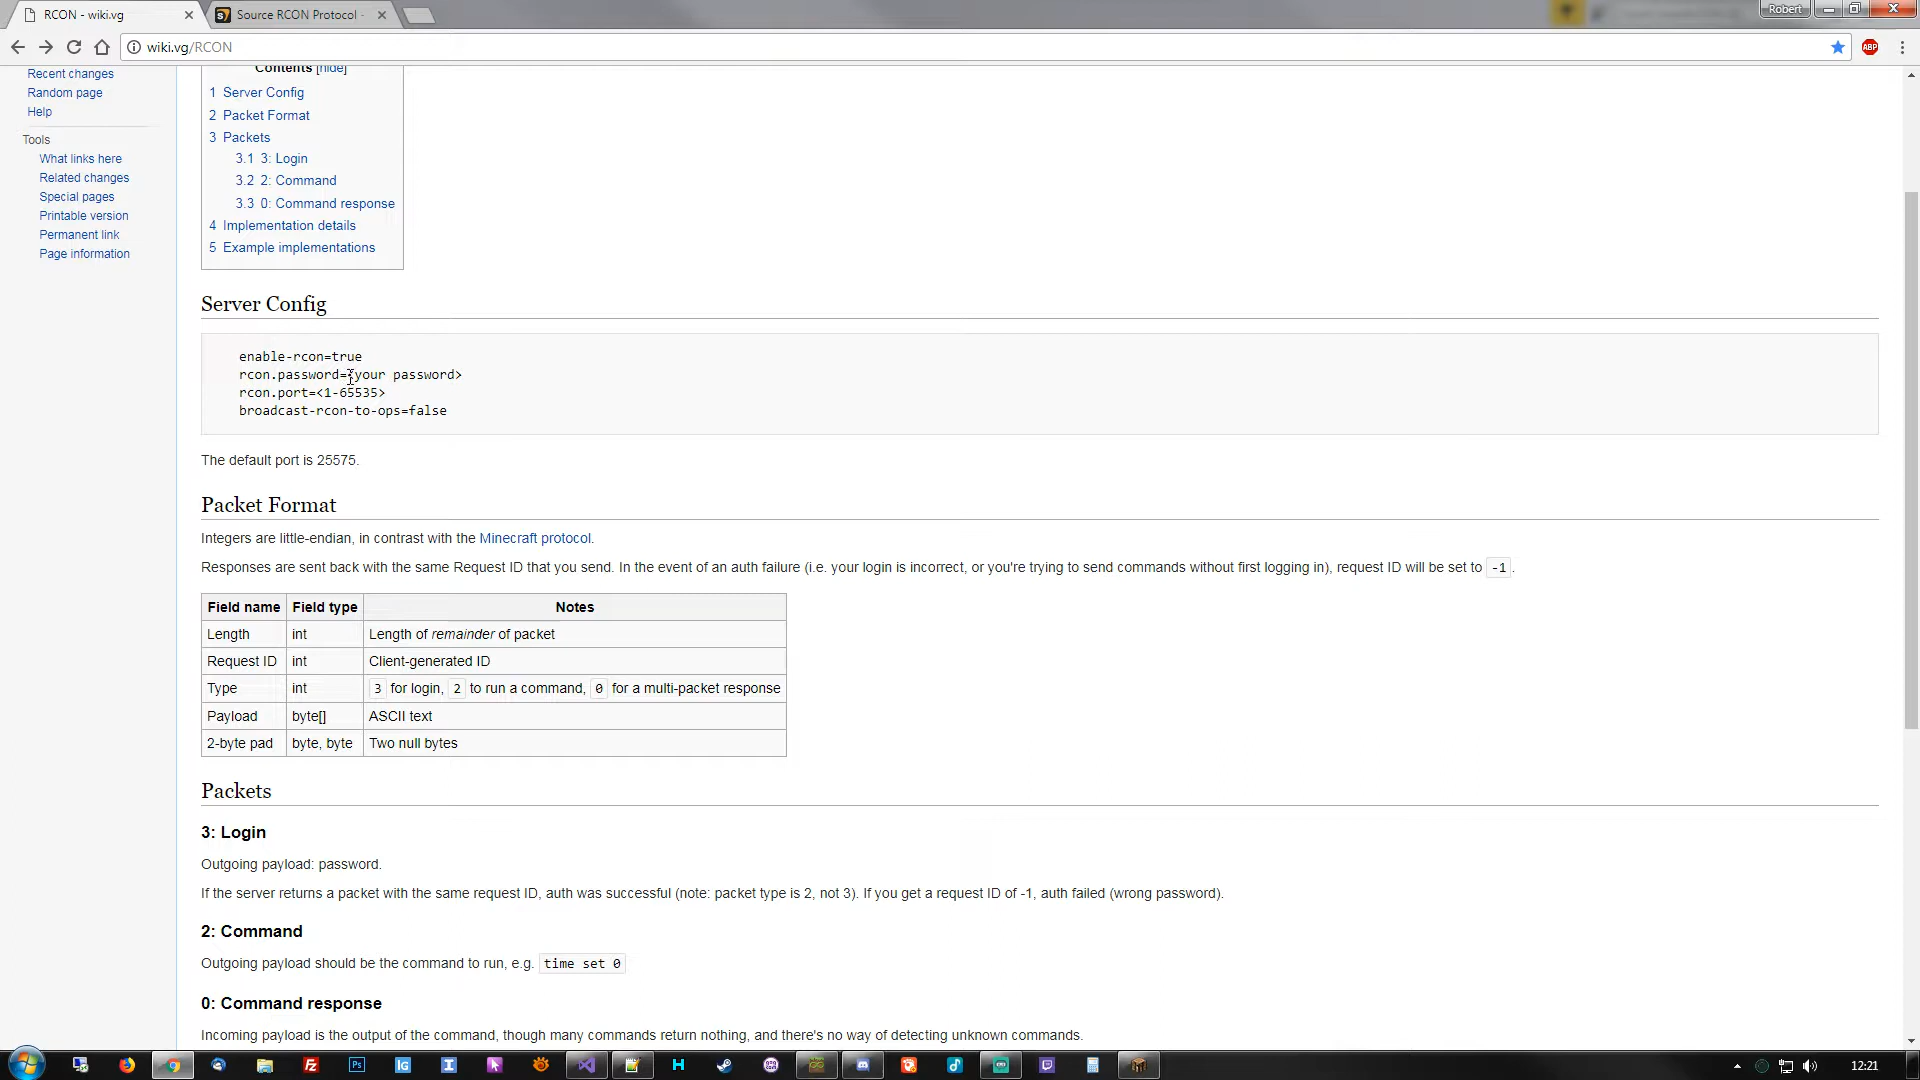 RCON - wiki.vg
Source RCON Protocol -
Robert
wiki.vg/RCON
ABP
Recent changes
Random page
Help
Tools
What links here
Related changes
Special pages
Printable version
Permanent link
Page information
Contents [hide]
1 Server Config
2 Packet Format
3 Packets
3.1 3: Login
3.2 2: Command
3.3 0: Command response
4 Implementation details
5 Example implementations
Server Config
enable-rcon=true
rcon.password=<your password>
rcon.port=<1-65535>
broadcast-rcon-to-ops=false
The default port is 25575.
Packet Format
Integers are little-endian, in contrast with the Minecraft protocol.
Responses are sent back with the same Request ID that you send. In the event of an auth failure (i.e. your login is incorrect, or you're trying to send commands without first logging in), request ID will be set to -1.
Field name Field type Notes
Length int Length of remainder of packet
Request ID int Client-generated ID
Type int 3 for login, 2 to run a command, 0 for a multi-packet response
Payload byte[] ASCII text
2-byte pad byte, byte Two null bytes
Packets
3: Login
Outgoing payload: password.
If the server returns a packet with the same request ID, auth was successful (note: packet type is 2, not 3). If you get a request ID of -1, auth failed (wrong password).
2: Command
Outgoing payload should be the command to run, e.g. time set 0
0: Command response
Incoming payload is the output of the command, though many commands return nothing, and there's no way of detecting unknown commands.
12:21